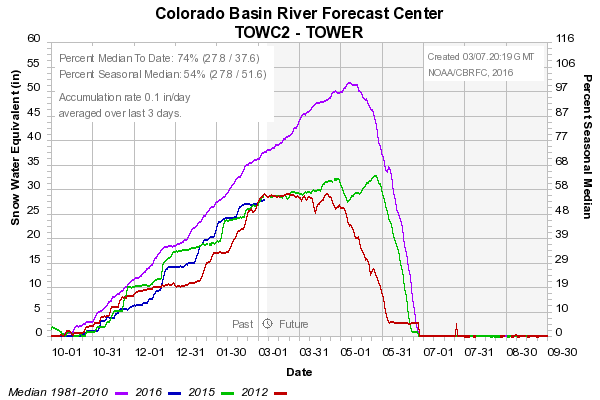 Colorado Basin River Forecast Center
TOWC2 - TOWER
Percent Median To Date: 74% (27.8 / 37.6)
Percent Seasonal Median: 54% (27.8 / 51.6)
Accumulation rate 0.1 in/day
averaged over last 3 days.
Created 03/07.20:19 GMT
NOAA/CBRFC, 2016
Snow Water Equivalent (in)
60
55
50
45
40
35
30
25
20
15
10
5
0
Percent Seasonal Median
116
106
97
87
77
68
58
48
39
29
19
10
0
Past Future
10-01 10-31 12-01 12-31 01-30 03-01 03-31 05-01 05-31 07-01 07-31 08-30 09-30
Date
Median 1981-2010 2016 2015 2012